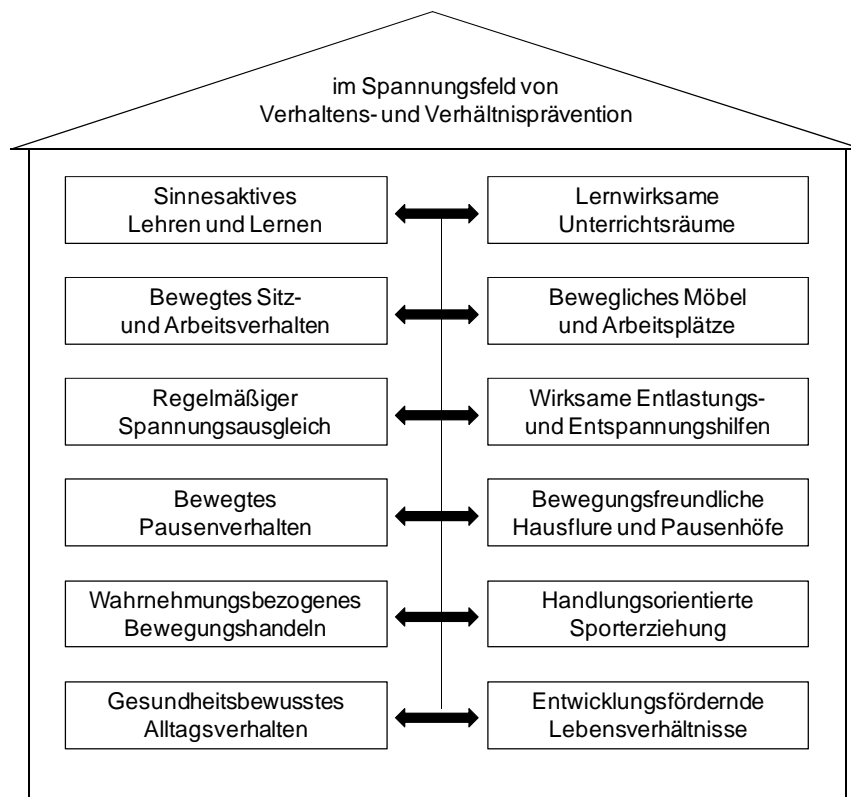 im Spannungsfeld von
Verhaltens- und Verhältnisprävention
Sinnesaktives
Lehren und Lernen
Lernwirksame
Unterrichtsräume
Bewegtes Sitz-
und Arbeitsverhalten
Bewegliches Möbel
und Arbeitsplätze
Regelmäßiger
Spannungsausgleich
Wirksame Entlastungs-
und Entspannungshilfen
Bewegtes
Pausenverhalten
Bewegungsfreundliche
Hausflure und Pausenhöfe
Wahrnehmungsbezogenes
Bewegungshandeln
Handlungsorientierte
Sporterziehung
Gesundheitsbewusstes
Alltagsverhalten
Entwicklungsfördernde
Lebensverhältnisse